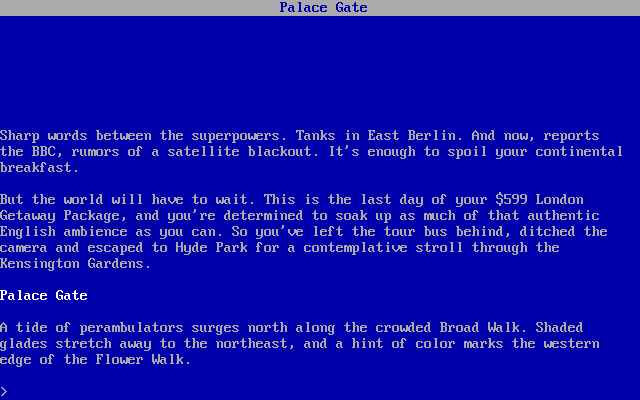 Palace Gate
Sharp words between the superpowers. Tanks in East Berlin. And now, reports
the BBC, rumors of a satellite blackout. It's enough to spoil your continental
breakfast.
But the world will have to wait. This is the last day of your $599 London
Getaway Package, and you're determined to soak up as much of that authentic
English ambience as you can. So you've left the tour bus behind, ditched the
camera and escaped to Hyde Park for a contemplative stroll through the
Kensington Gardens.
Palace Gate
A tide of perambulators surges north along the crowded Broad Walk. Shaded
glades stretch away to the northeast, and a hint of color marks the western
edge of the Flower Walk.
>